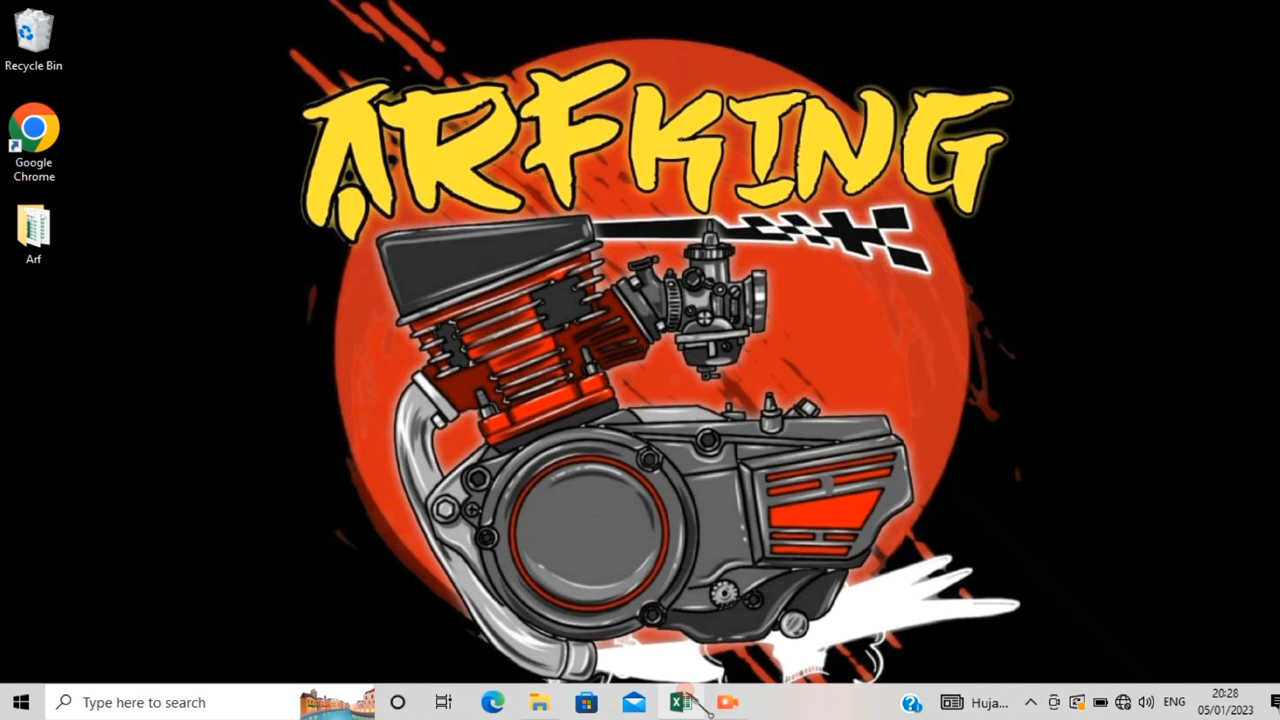 Recycle Bin
Google
Chrome
Arf
ARFKING
Type here to search
Huja...
ENG
20:28
05/01/2023